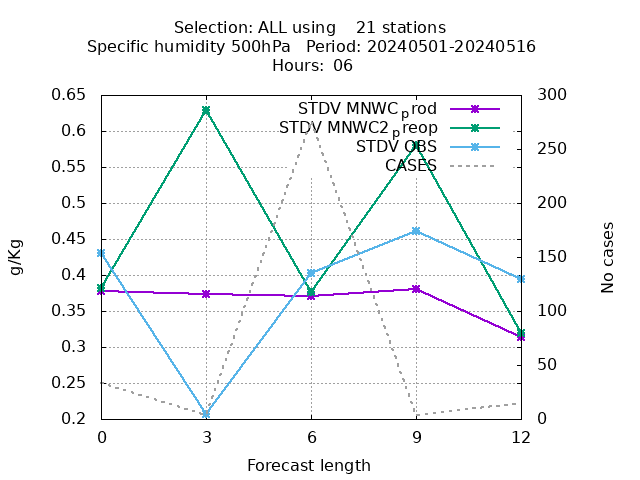 Selection: ALL using    21 stations
Specific humidity 500hPa   Period: 20240501-20240516
Hours:  06
0.65
0.6
0.55
0.5
0.45
0.4
0.35
0.3
0.25
0.2
g/Kg
STDV MNWC_prod
STDV MNWC2_preop
STDV OBS
CASES
300
250
200
150
100
50
0
No cases
0 3 6 9 12
Forecast length